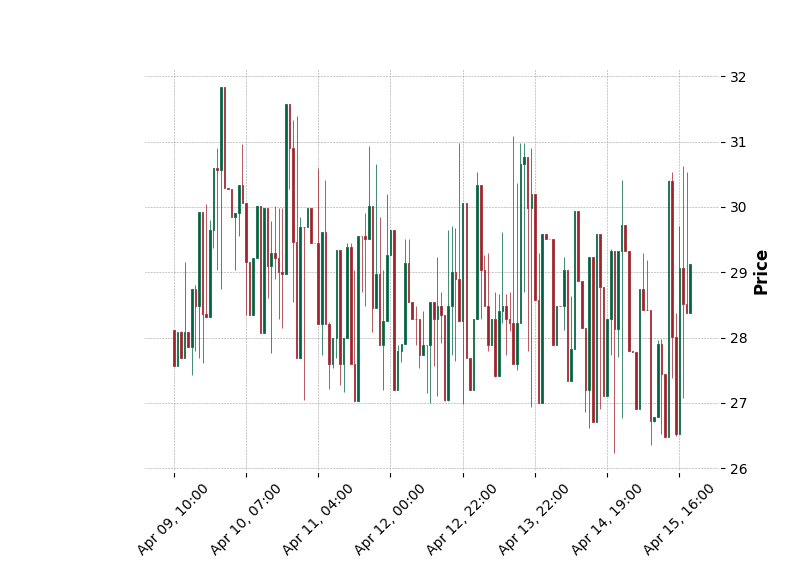 32
31
30
29
28
27
26
Price
Apr 09, 10:00
Apr 10, 07:00
Apr 11, 04:00
Apr 12, 00:00
Apr 12, 22:00
Apr 13, 22:00
Apr 14, 19:00
Apr 15, 16:00